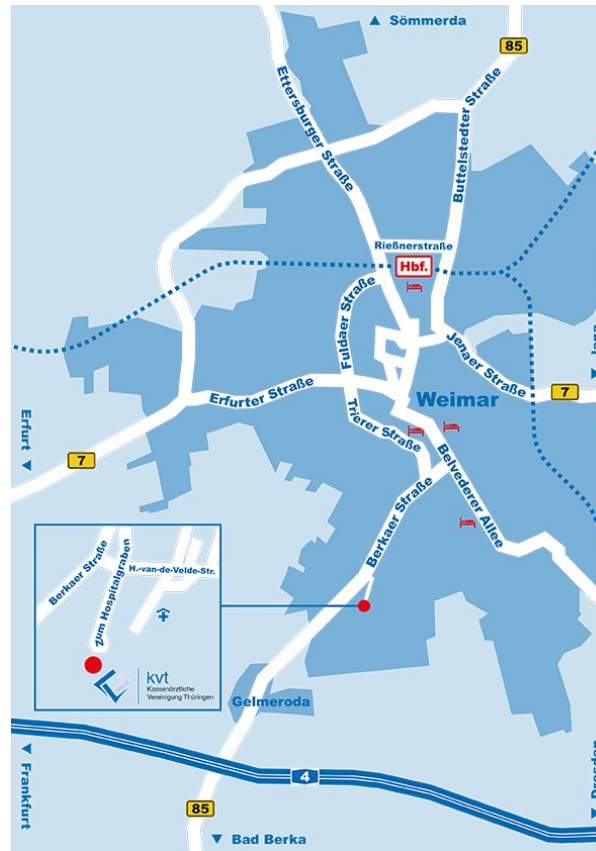 Sömmerda
85
Ettersburger Straße
Buttelstedter Straße
Rießnerstraße
Hbf.
Fuldaer Straße
Jenaer Straße
Jena
7
Erfurter Straße
Weimar
Trierer Straße
Erfurt
7
Belvederer Allee
Berkaer Straße
Berkaer Straße
Zum Hospitalgraben
H.-van-de-Velde-Str.
kvt
Kassenärztliche
Vereinigung Thüringen
Gelmeroda
Frankfurt
4
Dresden
85
Bad Berka